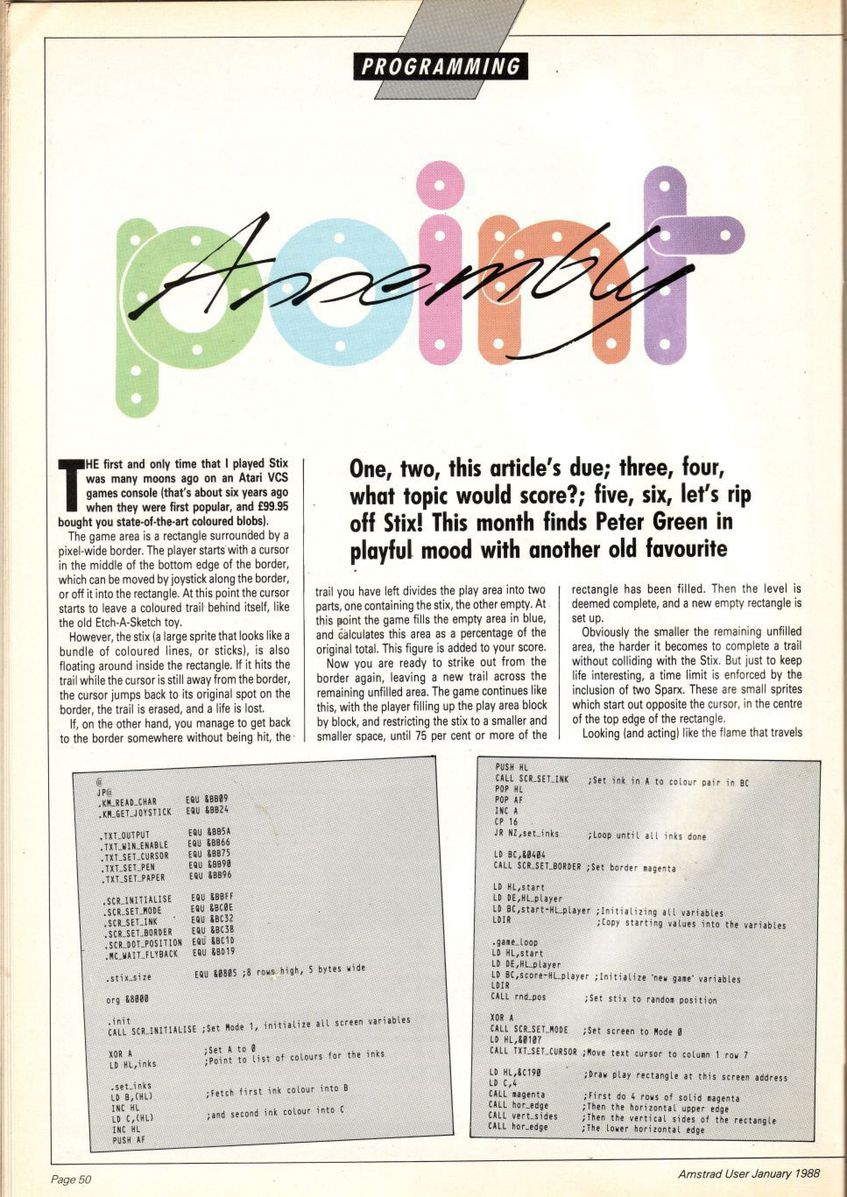 PROGRAMMING
point
Assembly
THE first and only time that I played Stix
was many moons ago on an Atari VCS
games console (that's about six years ago
when they were first popular, and £99.95
bought you state-of-the-art coloured blobs).
The game area is a rectangle surrounded by a
pixel-wide border. The player starts with a cursor
in the middle of the bottom edge of the border,
which can be moved by joystick along the border,
or off it into the rectangle. At this point the cursor
starts to leave a coloured trail behind itself, like
the old Etch-A-Sketch toy.
However, the stix (a large sprite that looks like a
bundle of coloured lines, or sticks), is also
floating around inside the rectangle. If it hits the
trail while the cursor is still away from the border,
the cursor jumps back to its original spot on the
border, the trail is erased, and a life is lost.
If, on the other hand, you manage to get back
to the border somewhere without being hit, the
One, two, this article's due; three, four,
what topic would score?; five, six, let's rip
off Stix! This month finds Peter Green in
playful mood with another old favourite
trail you have left divides the play area into two
parts, one containing the stix, the other empty. At
this point the game fills the empty area in blue,
and calculates this area as a percentage of the
original total. This figure is added to your score.
Now you are ready to strike out from the
border again, leaving a new trail across the
remaining unfilled area. The game continues like
this, with the player filling up the play area block
by block, and restricting the stix to a smaller and
smaller space, until 75 per cent or more of the
rectangle has been filled. Then the level is
deemed complete, and a new empty rectangle is
set up.
Obviously the smaller the remaining unfilled
area, the harder it becomes to complete a trail
without colliding with the Stix. But just to keep
life interesting, a time limit is enforced by the
inclusion of two Sparx. These are small sprites
which start out opposite the cursor, in the centre
of the top edge of the rectangle.
Looking (and acting) like the flame that travels
@
JP@
.KM_READ_CHAR EQU &BB09
.KM_GET_JOYSTICK EQU &BB24
.TXT_OUTPUT EQU &BB5A
.TXT_WIN_ENABLE EQU &BB66
.TXT_SET_CURSOR EQU &BB75
.TXT_SET_PEN EQU &BB90
.TXT_SET_PAPER EQU &BB96
.SCR_INITIALISE EQU &BBFF
.SCR_SET_MODE EQU &BC0E
.SCR_SET_INK EQU &BC32
.SCR_SET_BORDER EQU &BC38
.SCR_DOT_POSITION EQU &BC1D
.MC_WAIT_FLYBACK EQU &BD19
.stix_size EQU &0805 ;8 rows high, 5 bytes wide
org &8000
.init
CALL SCR_INITIALISE ;Set Mode 1, initialize all screen variables
XOR A ;Set A to 0
LD HL,inks ;Point to list of colours for the inks
.set_inks
LD B,(HL) ;Fetch first ink colour into B
INC HL
LD C,(HL) ;and second ink colour into C
INC HL
PUSH AF
PUSH HL
CALL SCR_SET_INK ;Set ink in A to colour pair in BC
POP HL
POP AF
INC A
CP 16
JR NZ,set_inks ;Loop until all inks done
LD BC,&0404
CALL SCR_SET_BORDER ;Set border magenta
LD HL,start
LD DE,HL_player
LD BC,start-HL_player ;Initializing all variables
LDIR ;Copy starting values into the variables
.game_loop
LD HL,start
LD DE,HL_player
LD BC,score-HL_player ;Initialize "new game" variables
LDIR
CALL rnd_pos ;Set stix to random position
XOR A
CALL SCR_SET_MODE ;Set screen to Mode 0
LD HL,&0107
CALL TXT_SET_CURSOR ;Move text cursor to column 1 row 7
LD HL,&C190 ;Draw play rectangle at this screen address
LD C,4
CALL magenta ;First do 4 rows of solid magenta
CALL hor_edge ;Then the horizontal upper edge
CALL vert_sides ;Then the vertical sides of the rectangle
CALL hor_edge ;The lower horizontal edge
Page 50
Amstrad User January 1988